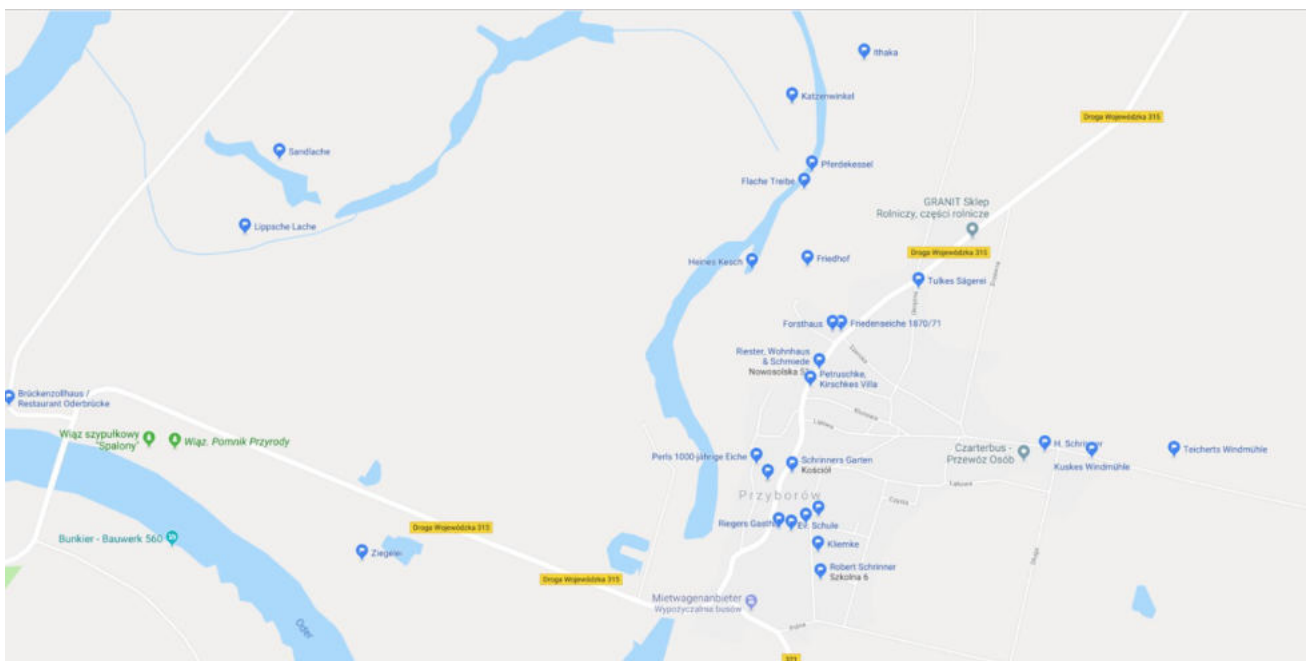 Ithaka
Katzenwinkel
Droga Wojewódzka 315
Sandlache
Pferdekessel
Flache Treibe
GRANIT Sklep
Rolniczy, części rolnicze
Lippsche Lache
Droga Wojewódzka 315
Heines Kesch
Friedhof
Tulkes Sägerei
Forsthaus
Friedenseiche 1870/71
Riester, Wohnhaus
& Schmiede
Nowosolska
Petruschke,
Kirschkes Villa
Brückenzollhaus /
Restaurant Oderbrücke
Lipowa
Wiąz szypułkowy
"Spalony"
Wiąz. Pomnik Przyrody
H. Schrinner
Czarterbus -
Przewóz Osób
Teicherts Windmühle
Kuskes Windmühle
Perls 1000-jährige Eiche
Schrinners Garten
Kościół
Łąkowa
Przyborów
Droga Wojewódzka 315
Riegers
Ev. Schule
Bunkier - Bauwerk 560
Ziegelei
Kliemke
Długa
Droga Wojewódzka 315
Robert Schrinner
Szkolna 6
Mietwagenanbieter
Wypożyczalnia busów
Oder